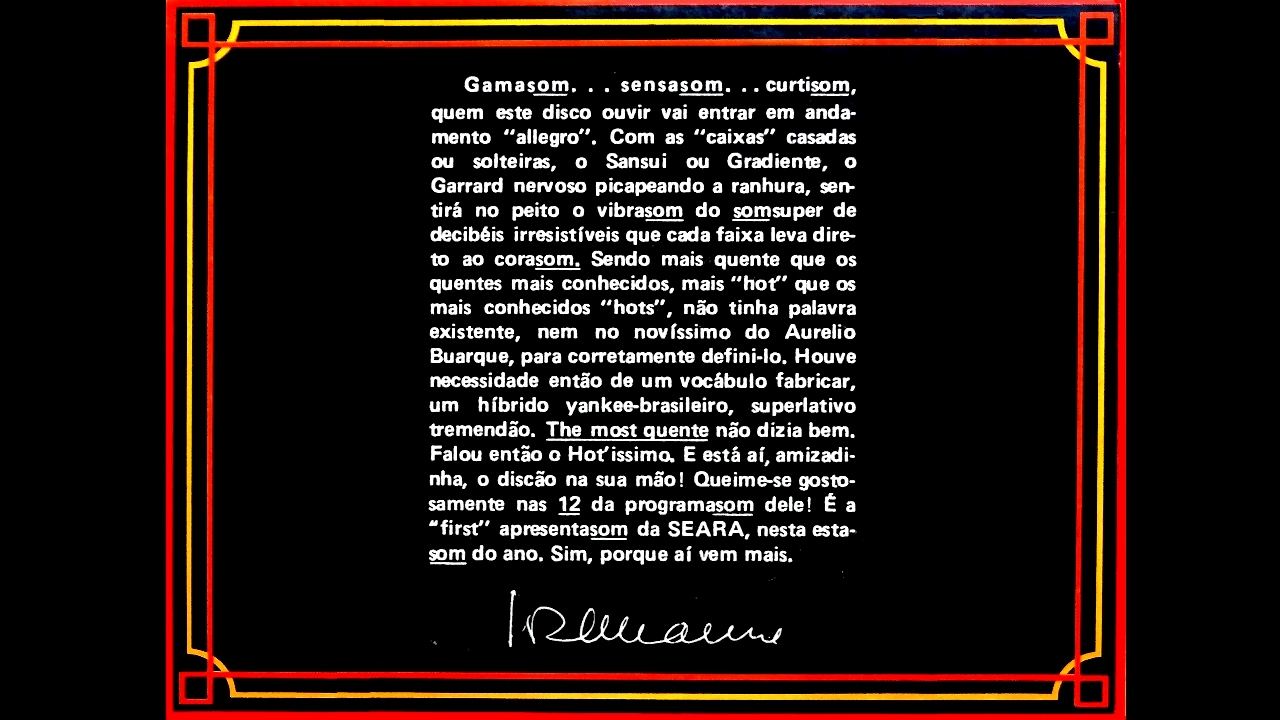 Gamasom. . . sensasom. . . curtisom,
quem este disco ouvir vai entrar em anda-
mento “allegro”. Com as “caixas” casadas
ou solteiras, o Sansui ou Gradiente, o
Garrard nervoso picapeando a ranhura, sen-
tirá no peito o vibrasom do somsuper de
decibéis irresistíveis que cada faixa leva dire-
to ao corasom. Sendo mais quente que os
quentes mais conhecidos, mais “hot” que os
mais conhecidos “hots”, não tinha palavra
existente, nem no novíssimo do Aurelio
Buarque, para corretamente defini-lo. Houve
necessidade então de um vocábulo fabricar,
um híbrido yankee-brasileiro, superlativo
tremendão. The most quente não dizia bem.
Falou então o Hot’issimo. E está aí, amizadi-
nha, o discão na sua mão! Queime-se gosto-
samente nas 12 da programasom dele! É a
“first” apresentasom da SEARA, nesta esta-
som do ano. Sim, porque aí vem mais.